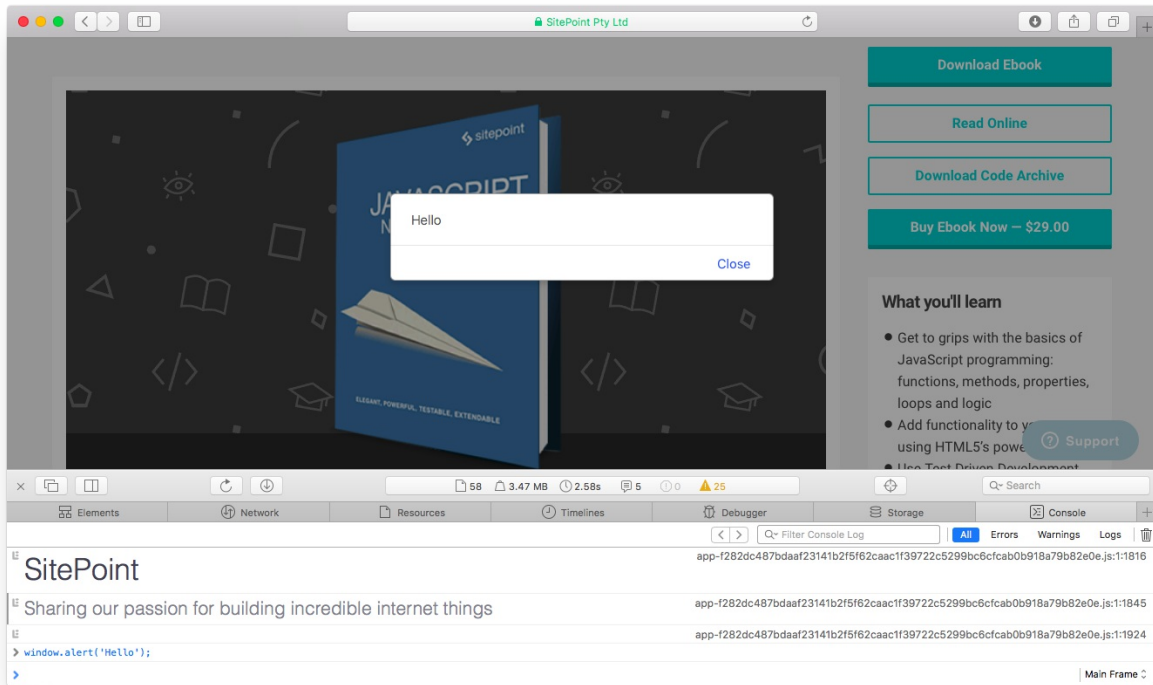 SitePoint Pty Ltd
Download Ebook
Read Online
Download Code Archive
Buy Ebook Now — $29.00
sitepoint
JAVASCRIPT
Hello
Close
ELEGANT, POWERFUL, TESTABLE, EXTENDABLE
What you'll learn
Get to grips with the basics of
JavaScript programming:
functions, methods, properties,
loops and logic
Add functionality to
using HTML5's
Use Test Driven Development
Support
58 3.47 MB 2.58s 5 0 25
Search
Elements Network Resources Timelines Debugger Storage Console
Filter Console Log All Errors Warnings Logs
SitePoint app-f282dc487bdaaf23141b2f5f62caac1f39722c5299bc6cfcab0b918a79b82e0e.js:1:1816
Sharing our passion for building incredible internet things app-f282dc487bdaaf23141b2f5f62caac1f39722c5299bc6cfcab0b918a79b82e0e.js:1:1845
app-f282dc487bdaaf23141b2f5f62caac1f39722c5299bc6cfcab0b918a79b82e0e.js:1:1924
> window.alert('Hello');
> Main Frame